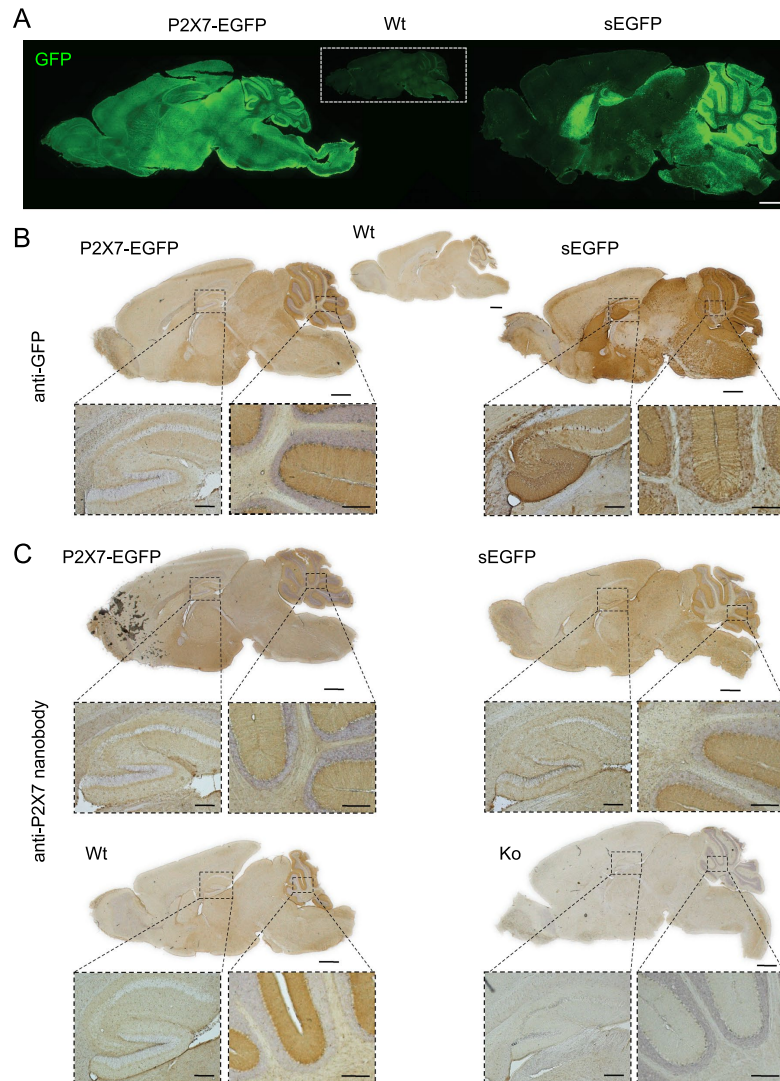 A
P2X7-EGFP
Wt
sEGFP
GFP
B
P2X7-EGFP
Wt
sEGFP
anti-GFP
C
P2X7-EGFP
sEGFP
anti-P2X7 nanobody
Wt
Ko